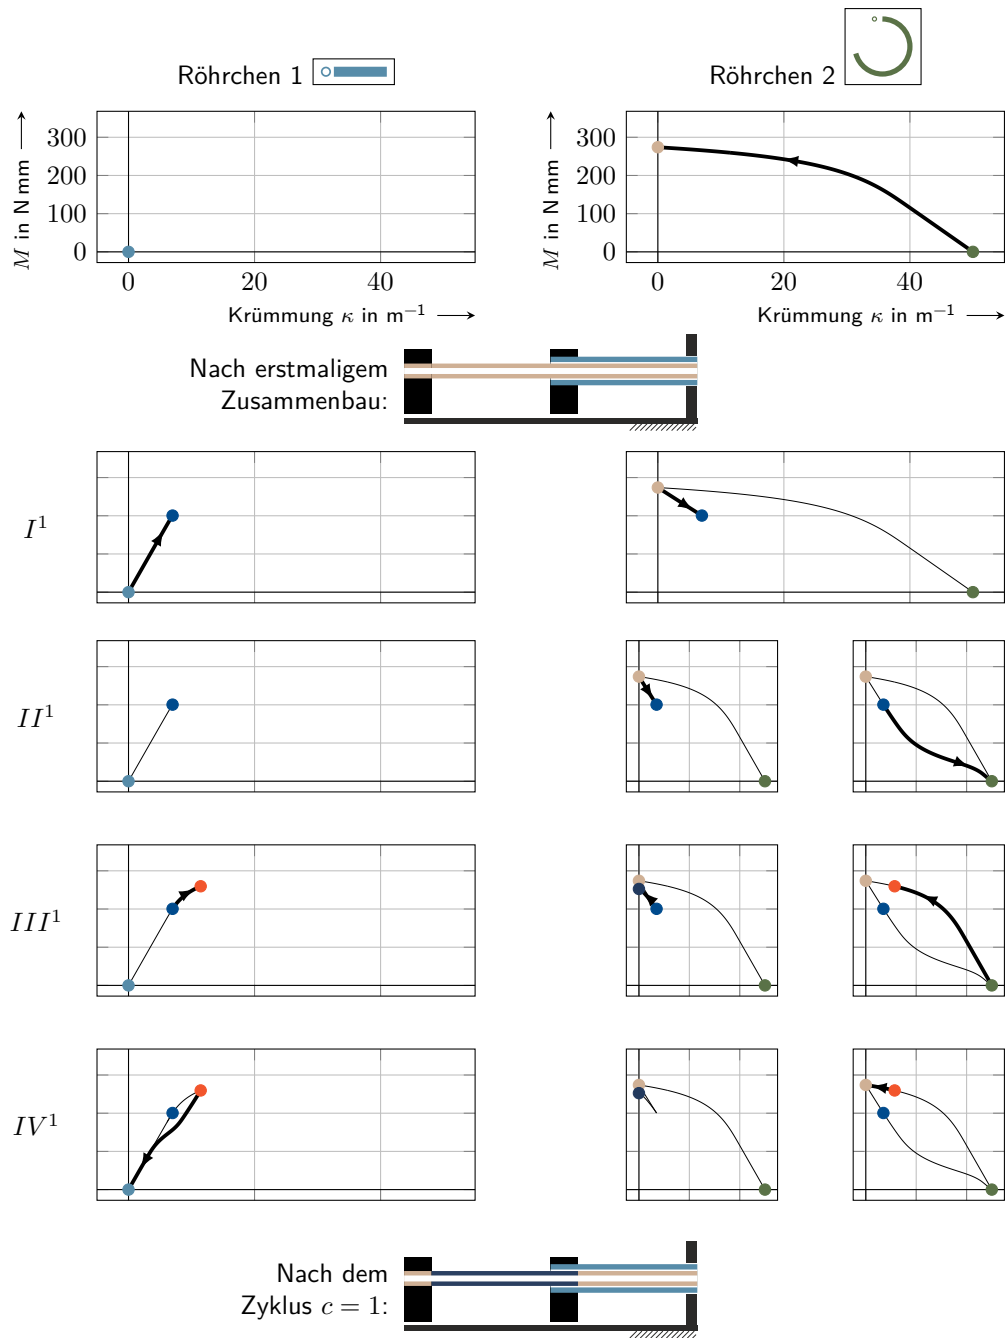 Röhrchen 1
Röhrchen 2
M in N mm
300
200
100
0
0 20 40
Krümmung κ in m⁻¹
M in N mm
300
200
100
0
0 20 40
Krümmung κ in m⁻¹
Nach erstmaligem
Zusammenbau:
I¹
II¹
III¹
IV¹
Nach dem
Zyklus c = 1: